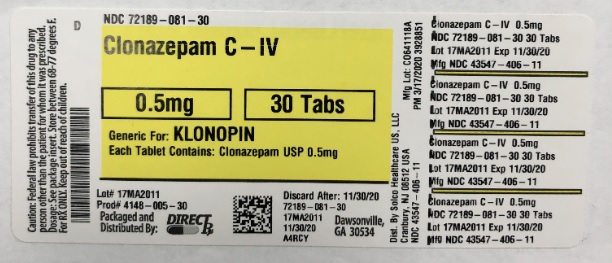 Caution: Federal law prohibits transfer of this drug to any
person other than the patient for whom it was prescribed.
Dosage: See package insert. Store between 68-77 degrees F.
For RX ONLY. Keep out of reach of children.
D
NDC 72189-081-30
Clonazepam C-IV
0.5mg
30 Tabs
Generic For: KLONOPIN
Each Tablet Contains: Clonazepam USP 0.5mg
Lot# 17MA2011
Prod# 4148-005-30
Packaged and
Distributed By:
DIRECT Rx
Discard After: 11/30/20
72189-081-30
17MA2011
11/30/20
A4RCY
Dawsonville,
GA 30534
Mfg Lot: C0641118A
PM 3/17/2020 3928851
Dist. By Solco Healthcare US, LLC
Cranbury, NJ 08512 USA
NDC 43547-406-11
Clonazepam C-IV 0.5mg
NDC 72189-081-30 30 Tabs
Lot 17MA2011 Exp 11/30/20
Mfg NDC 43547-406-11
Clonazepam C-IV 0.5mg
NDC 72189-081-30 30 Tabs
Lot 17MA2011 Exp 11/30/20
Mfg NDC 43547-406-11
Clonazepam C-IV 0.5mg
NDC 72189-081-30 30 Tabs
Lot 17MA2011 Exp 11/30/20
Mfg NDC 43547-406-11
Clonazepam C-IV 0.5mg
NDC 72189-081-30 30 Tabs
Lot 17MA2011 Exp 11/30/20
Mfg NDC 43547-406-11